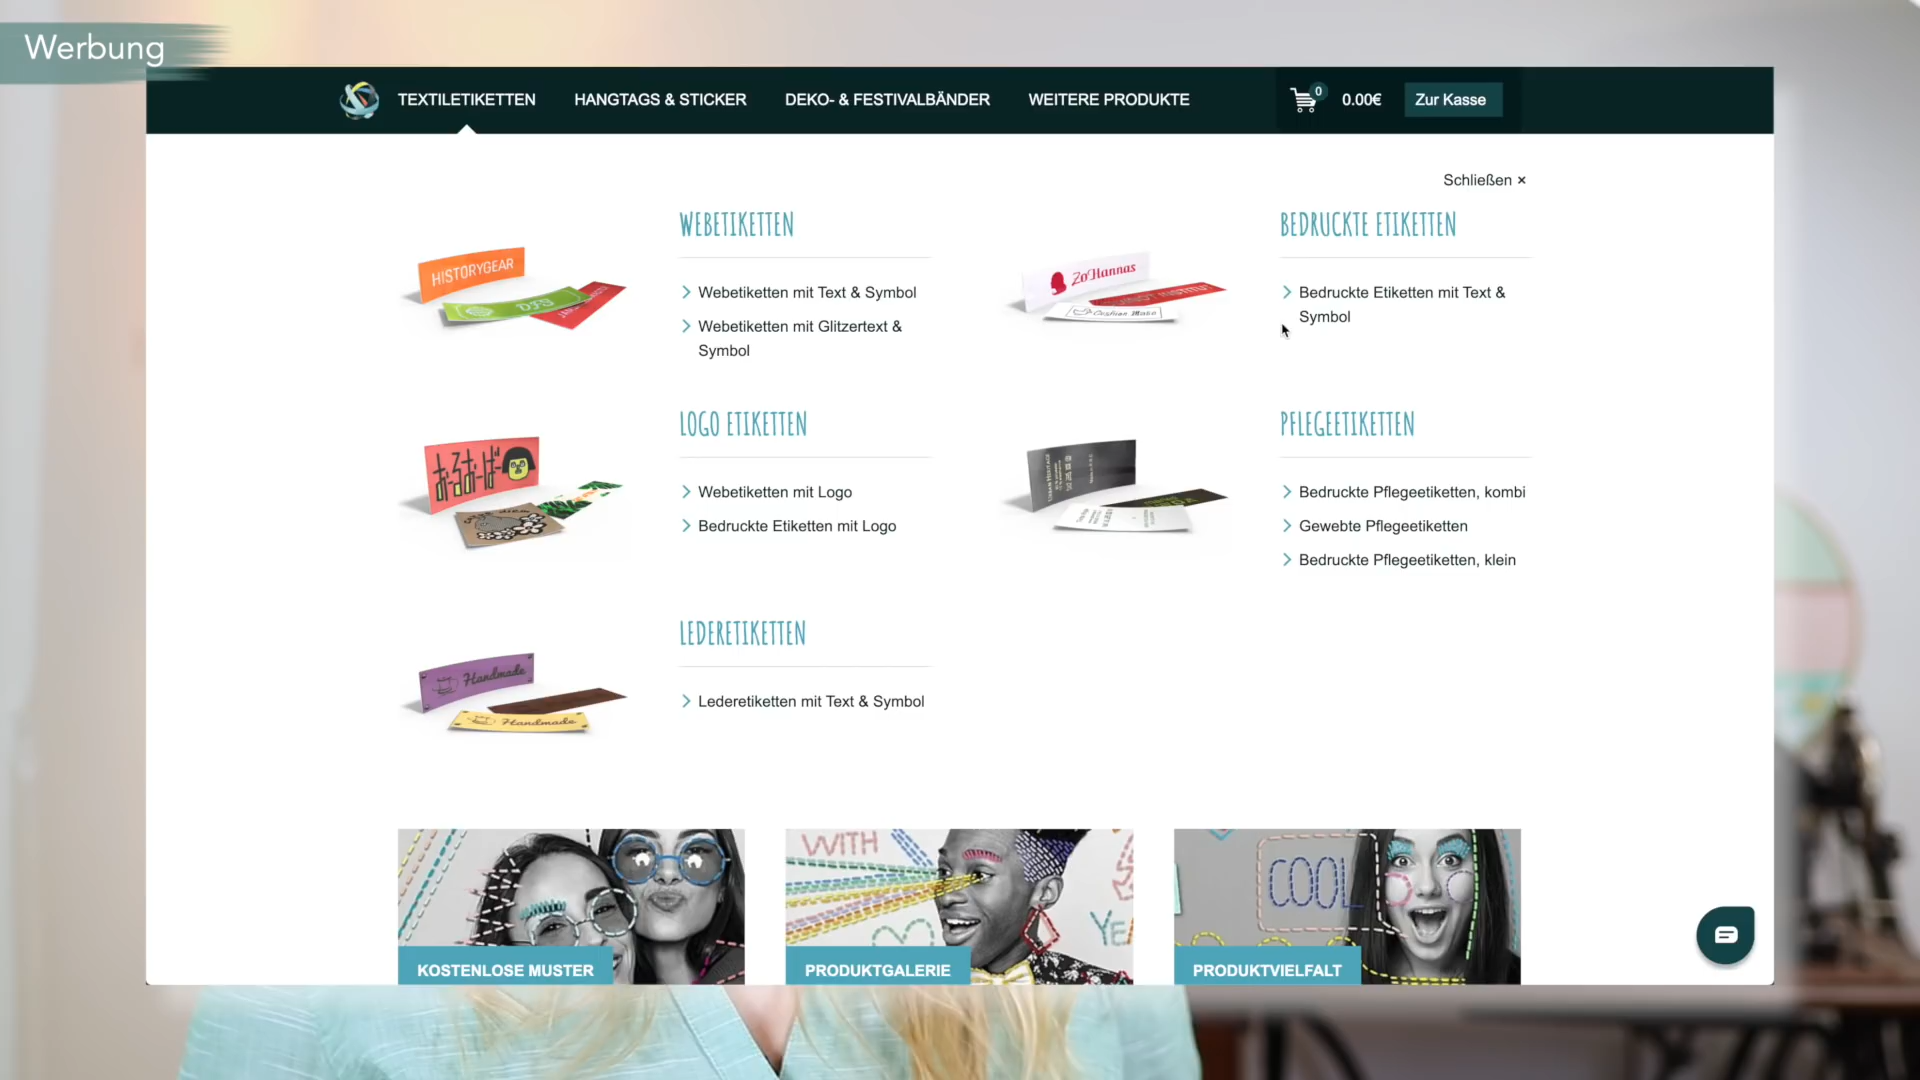 Werbung
TEXTILETIKETTEN
HANGTAGS & STICKER
DEKO- & FESTIVALBÄNDER
WEITERE PRODUKTE
0
0.00€
Zur Kasse
Schließen ×
WEBETIKETTEN
HISTORYGEAR
Webetiketten mit Text & Symbol
Webetiketten mit Glitzertext &
Symbol
BEDRUCKTE ETIKETTEN
ZoHannas
Bedruckte Etiketten mit Text &
Symbol
LOGO ETIKETTEN
Webetiketten mit Logo
Bedruckte Etiketten mit Logo
PFLEGEETIKETTEN
Bedruckte Pflegeetiketten, kombi
Gewebte Pflegeetiketten
Bedruckte Pflegeetiketten, klein
LEDERETIKETTEN
Handmade
Handmade
Lederetiketten mit Text & Symbol
WITH
COOL
KOSTENLOSE MUSTER
PRODUKTGALERIE
PRODUKTVIELFALT